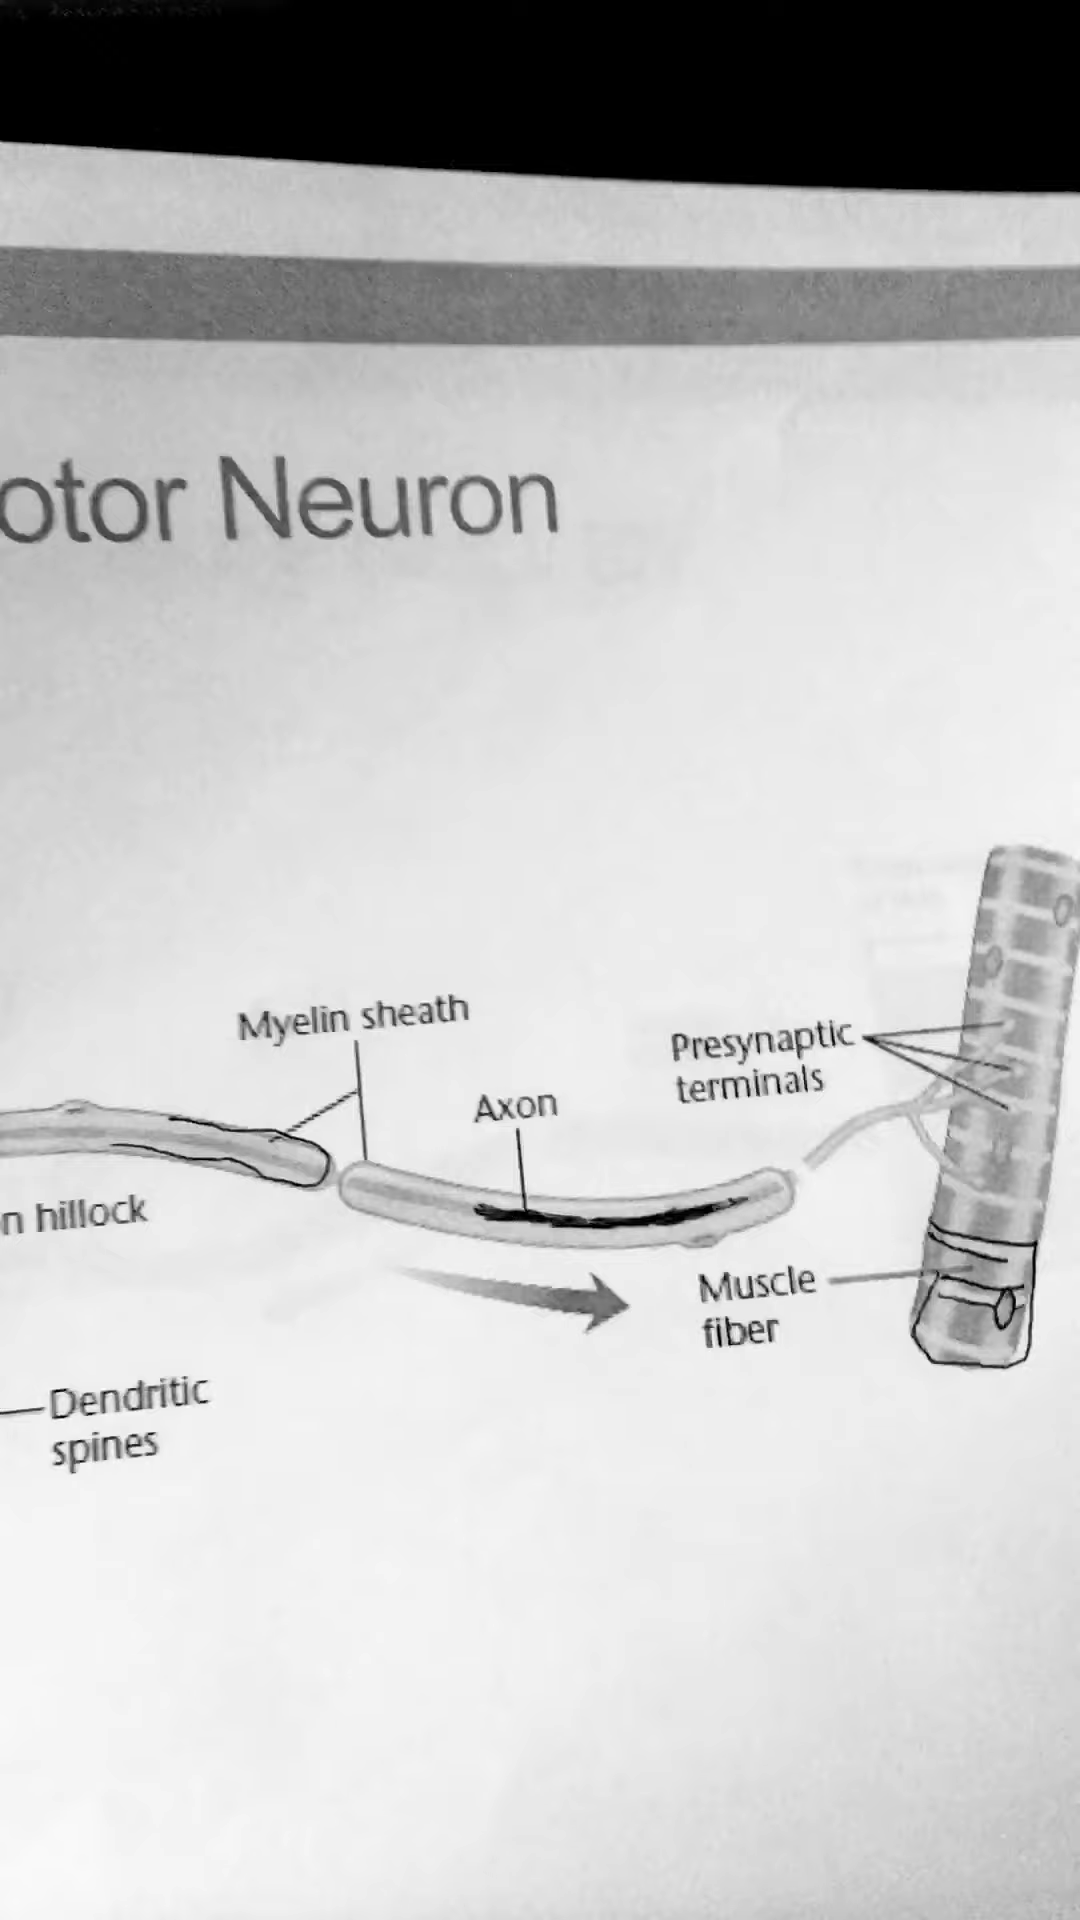 otor Neuron
Myelin sheath
Presynaptic
terminals
Axon
n hillock
Muscle
fiber
Dendritic
spines